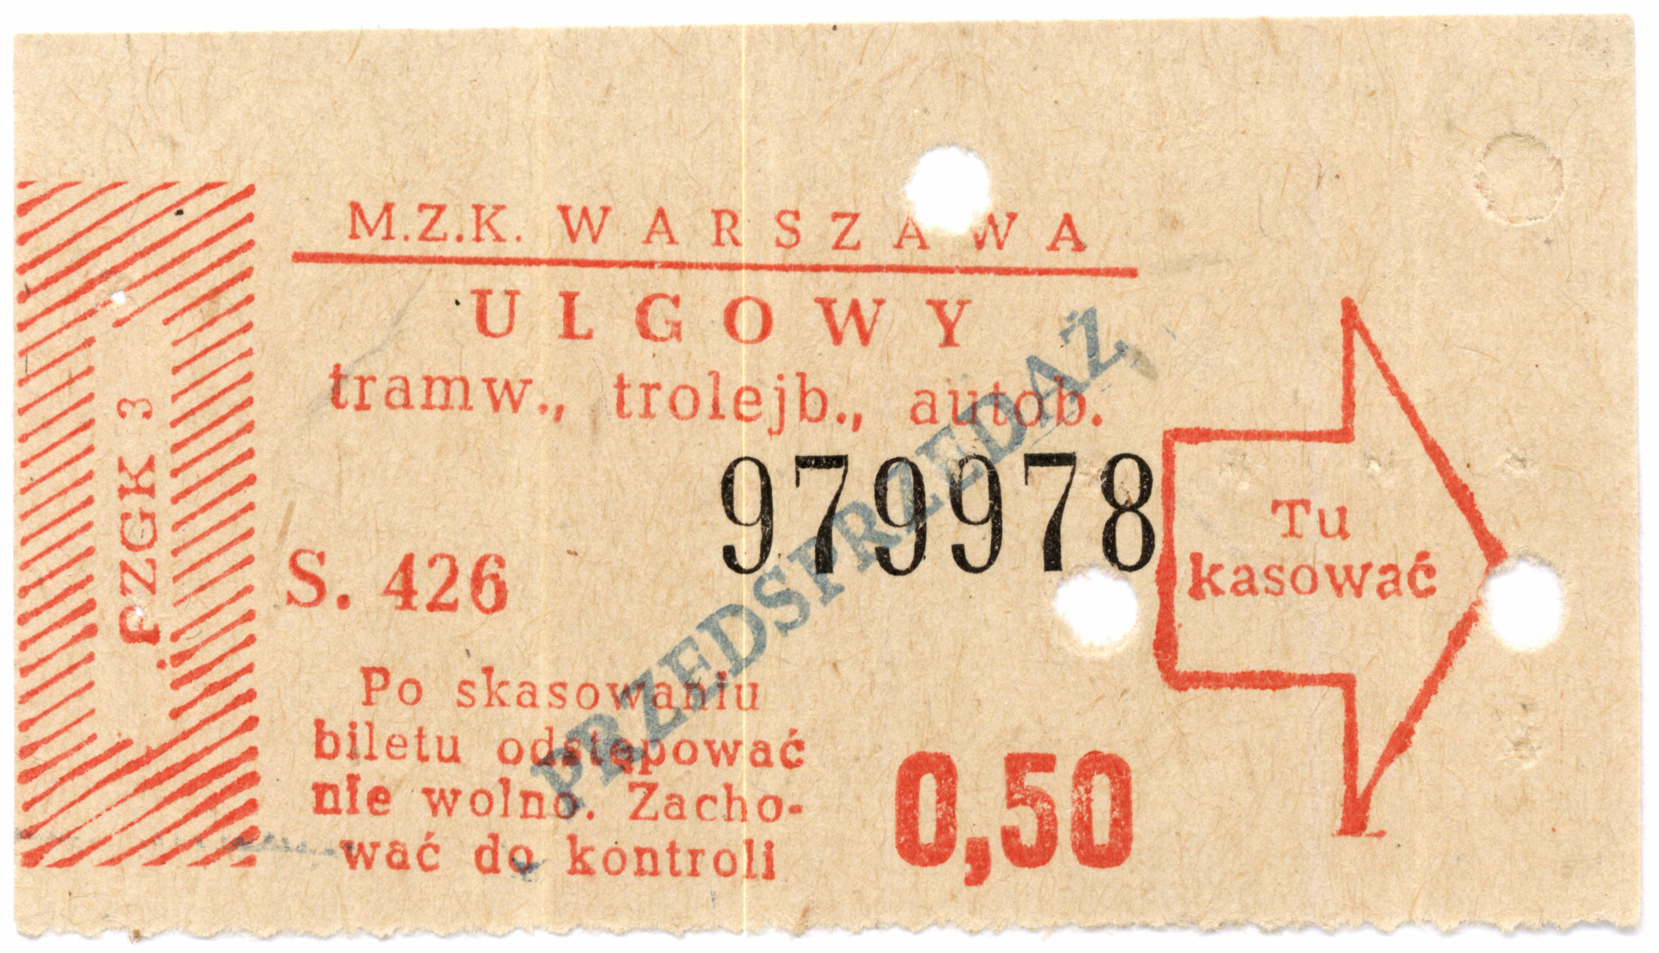 M.Z.K. WARSZAWA
ULGOWY
tramw., trolejb., autob.
979978
S. 426
PZGK 3
Tu
kasować
Po skasowaniu
biletu odstępować
nie wolno. Zacho-
wać do kontroli
0,50
PRZEDSPRZEDAŻ